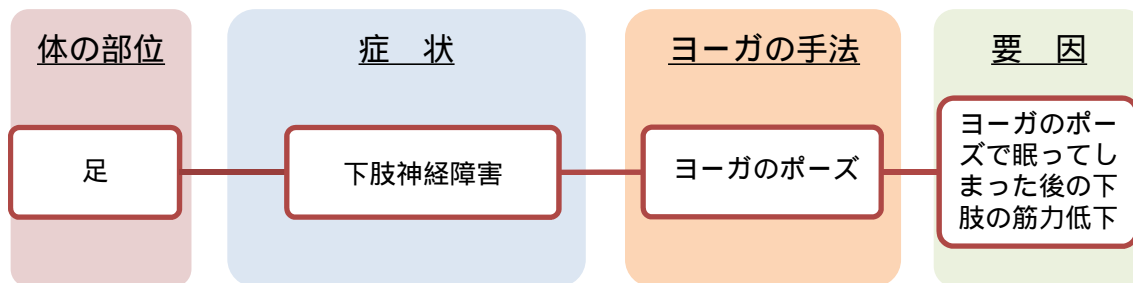 体の部位
症　状
ヨーガの手法
要　因
足
下肢神経障害
ヨーガのポーズ
ヨーガのポー
ズで眠ってし
まった後の下
肢の筋力低下